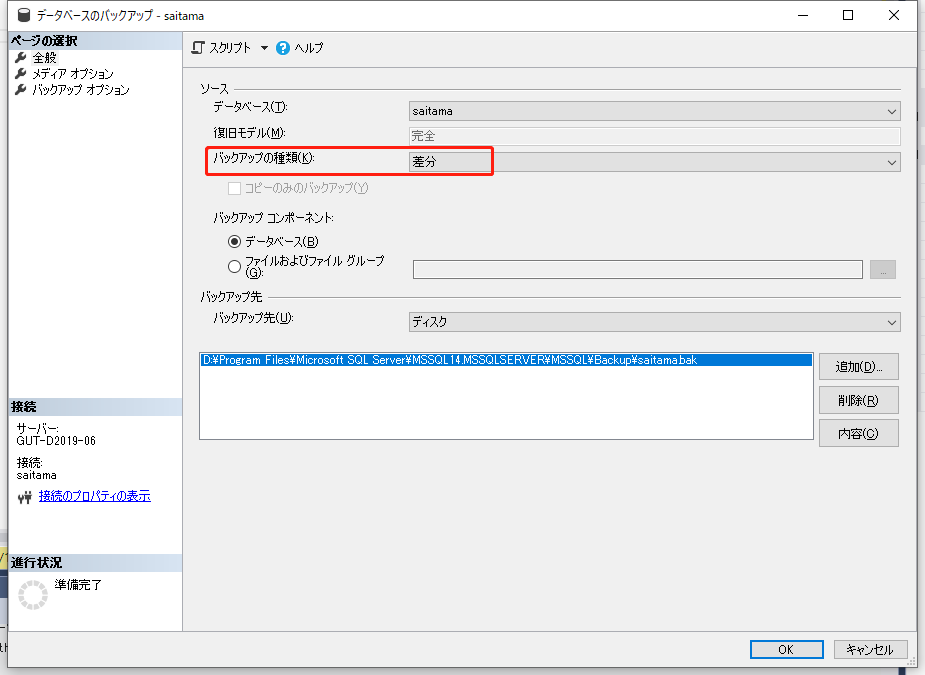 データベースのバックアップ - saitama
ページの選択
全般
メディア オプション
バックアップ オプション
スクリプト
ヘルプ
ソース
データベース(T):
saitama
復旧モデル(M):
完全
バックアップの種類(K):
差分
コピーのみのバックアップ(Y)
バックアップ コンポーネント:
データベース(B)
ファイルおよびファイル グループ
(G):
...
バックアップ先
バックアップ先(U):
ディスク
D:¥Program Files¥Microsoft SQL Server¥MSSQL14.MSSQLSERVER¥MSSQL¥Backup¥saitama.bak
追加(D)...
削除(R)
内容(C)
接続
サーバー:
GUT-D2019-06
接続:
saitama
接続のプロパティの表示
進行状況
準備完了
OK
キャンセル